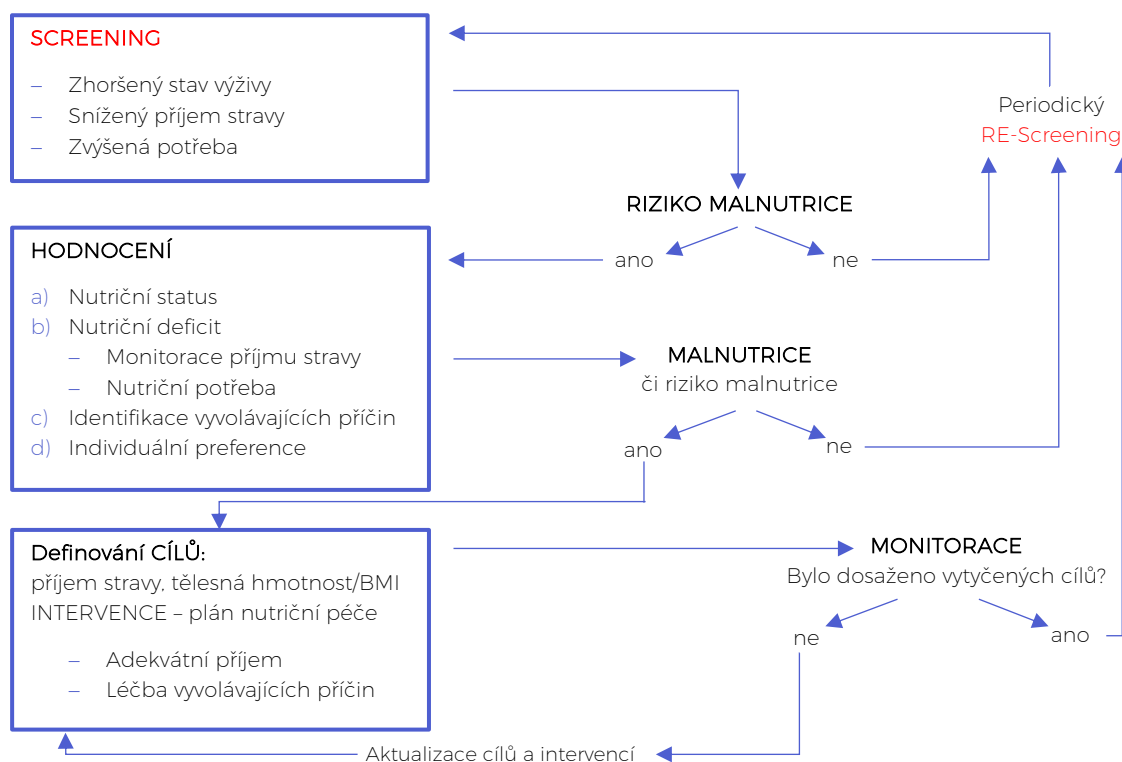 SCREENING
– Zhoršený stav výživy
– Snížený příjem stravy
– Zvýšená potřeba
Periodický
RE-Screening
RIZIKO MALNUTRICE
ano
ne
HODNOCENÍ
a) Nutriční status
b) Nutriční deficit
– Monitorace příjmu stravy
– Nutriční potřeba
c) Identifikace vyvolávajících příčin
d) Individuální preference
MALNUTRICE
či riziko malnutrice
ano
ne
Definování CÍLŮ:
příjem stravy, tělesná hmotnost/BMI
INTERVENCE – plán nutriční péče
– Adekvátní příjem
– Léčba vyvolávajících příčin
MONITORACE
Bylo dosaženo vytyčených cílů?
ne
ano
Aktualizace cílů a intervencí